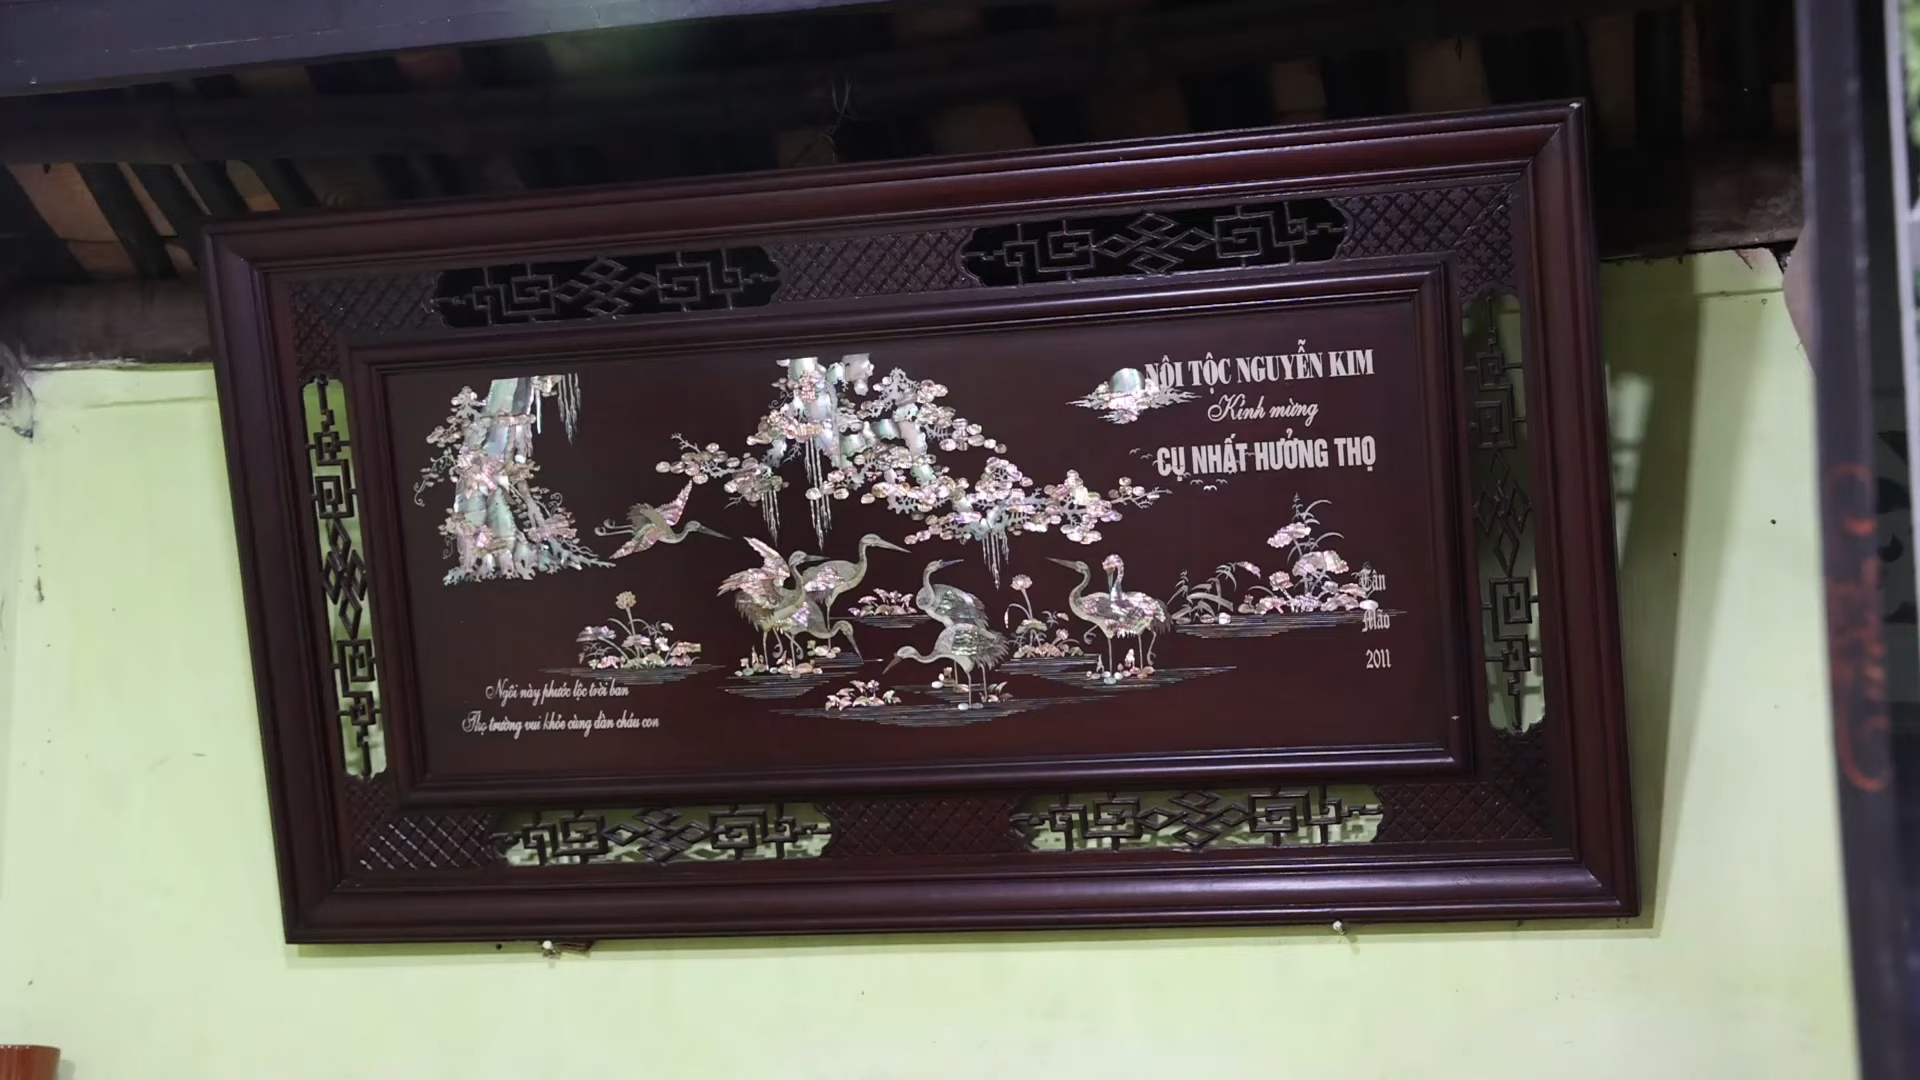 NỘI TỘC NGUYỄN KIM
Kính mừng
CỤ NHẤT HƯỞNG THỌ
Tân
Mão
2011
Ngôi này phước lộc trời ban
Thọ trường vui khỏe cùng đàn cháu con